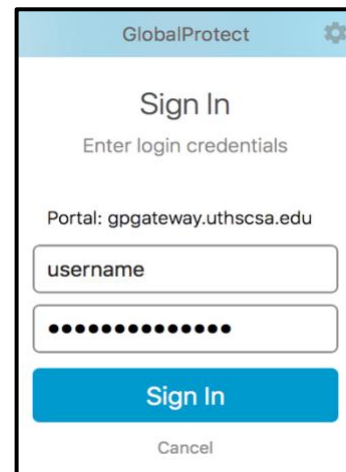 GlobalProtect
Sign In
Enter login credentials
Portal: gpgateway.uthscsa.edu
username
••••••••••••••
Sign In
Cancel